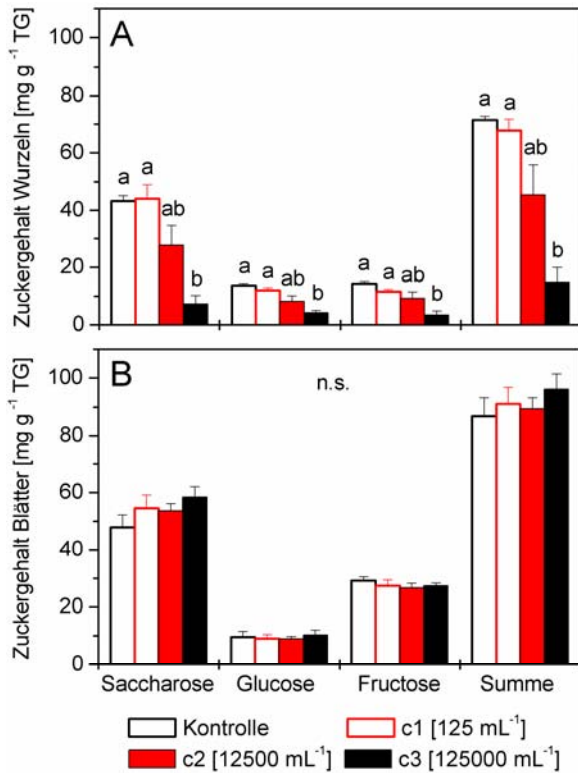 A
Zuckergehalt Wurzeln [mg g⁻¹ TG]
100
80
60
40
20
0
a a ab b
a a ab b
a a ab b
a a ab b
B
n.s.
Zuckergehalt Blätter [mg g⁻¹ TG]
100
80
60
40
20
0
Saccharose Glucose Fructose Summe
Kontrolle c1 [125 mL⁻¹]
c2 [12500 mL⁻¹] c3 [125000 mL⁻¹]